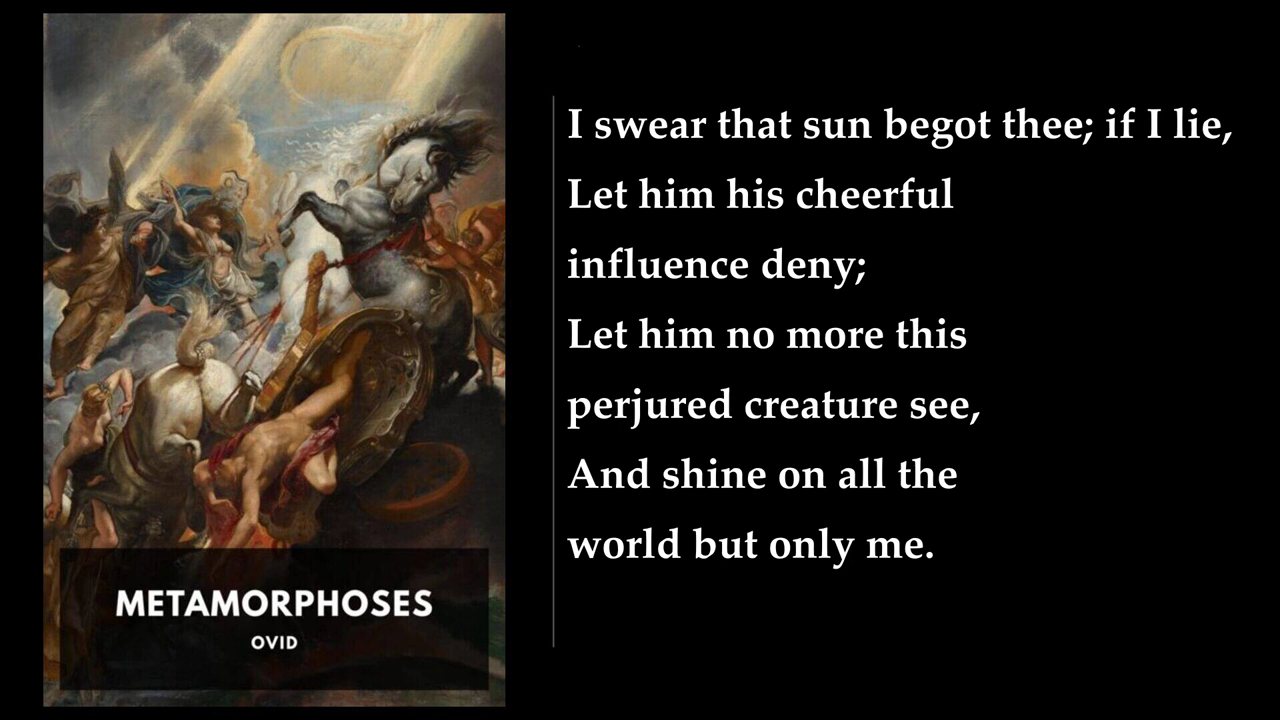 METAMORPHOSES
OVID
I swear that sun begot thee; if I lie,
Let him his cheerful
influence deny;
Let him no more this
perjured creature see,
And shine on all the
world but only me.